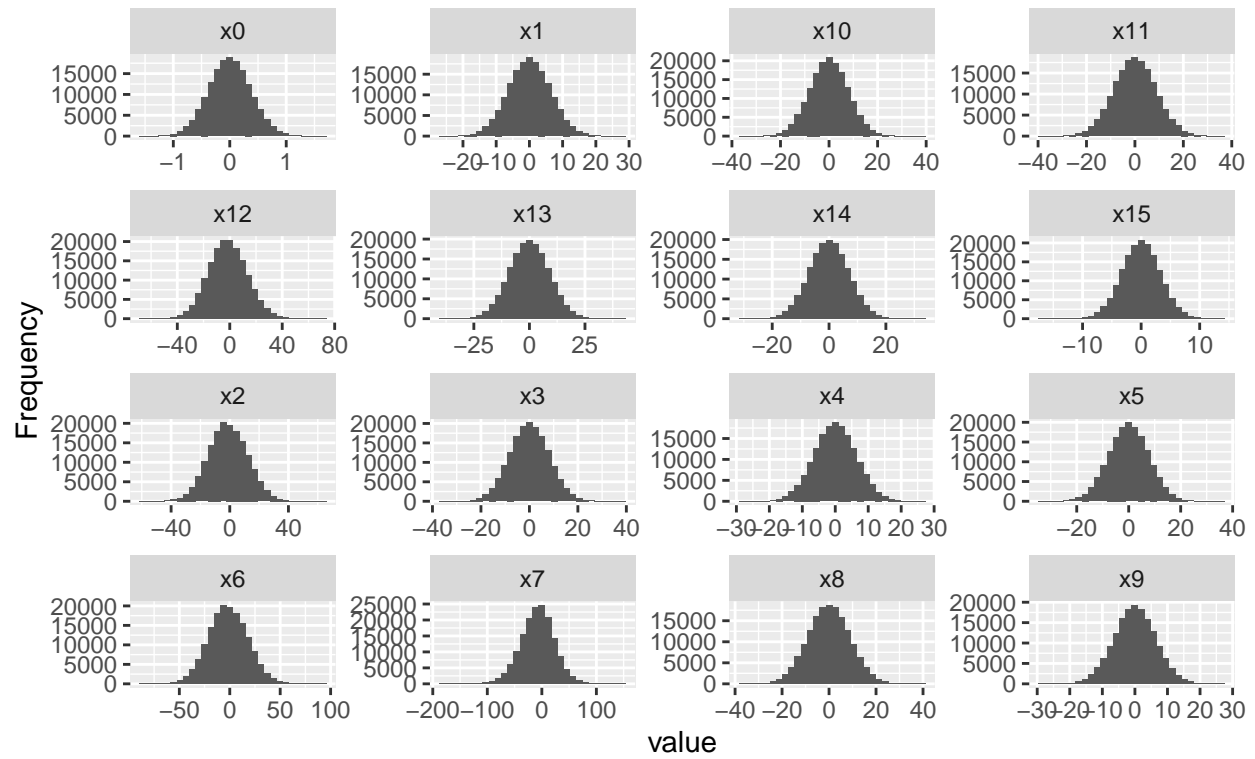 x0 x1 x10 x11
15000 15000 20000 15000
10000 10000 15000 10000
5000 5000 10000 5000
0 0 5000 0
0
−1 0 1 −20 −10 0 10 20 30 −40 −20 0 20 40 −40 −20 0 20 40
x12 x13 x14 x15
20000 20000 20000 20000
15000 15000 15000 15000
10000 10000 10000 10000
5000 5000 5000 5000
0 0 0 0
−40 0 40 80 −25 0 25 −20 0 20 −10 0 10
x2 x3 x4 x5
20000 20000 15000 20000
15000 15000 10000 15000
10000 10000 5000 10000
5000 5000 0 5000
0 0 0
−40 0 40 −40 −20 0 20 40 −30 −20 −10 0 10 20 30 −20 0 20 40
x6 x7 x8 x9
20000 25000 15000 20000
15000 20000 10000 15000
10000 15000 5000 10000
5000 10000 0 5000
0 5000 0
0
−50 0 50 100 −200 −100 0 100 −40 −20 0 20 40 −30 −20 −10 0 10 20 30
Frequency
value